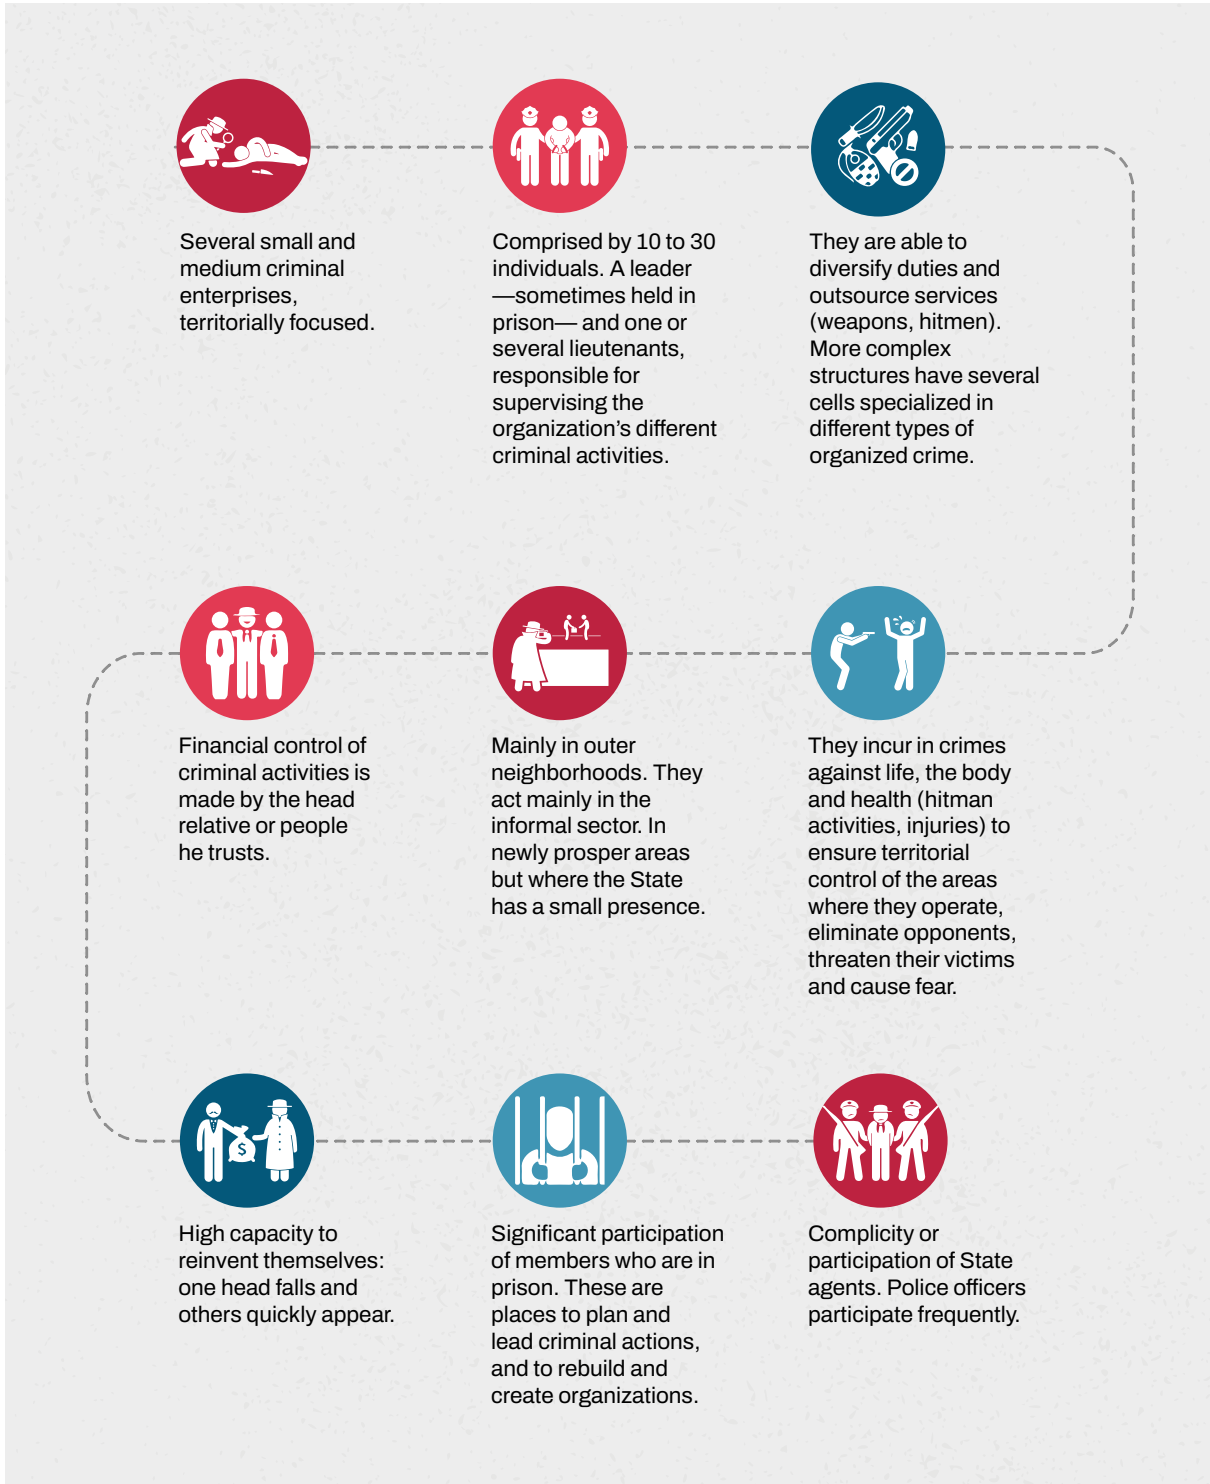 Several small and
medium criminal
enterprises,
territorially focused.
Comprised by 10 to 30
individuals. A leader
—sometimes held in
prison— and one or
several lieutenants,
responsible for
supervising the
organization’s different
criminal activities.
They are able to
diversify duties and
outsource services
(weapons, hitmen).
More complex
structures have several
cells specialized in
different types of
organized crime.
Financial control of
criminal activities is
made by the head
relative or people
he trusts.
Mainly in outer
neighborhoods. They
act mainly in the
informal sector. In
newly prosper areas
but where the State
has a small presence.
They incur in crimes
against life, the body
and health (hitman
activities, injuries) to
ensure territorial
control of the areas
where they operate,
eliminate opponents,
threaten their victims
and cause fear.
$
High capacity to
reinvent themselves:
one head falls and
others quickly appear.
Significant participation
of members who are in
prison. These are
places to plan and
lead criminal actions,
and to rebuild and
create organizations.
Complicity or
participation of State
agents. Police officers
participate frequently.